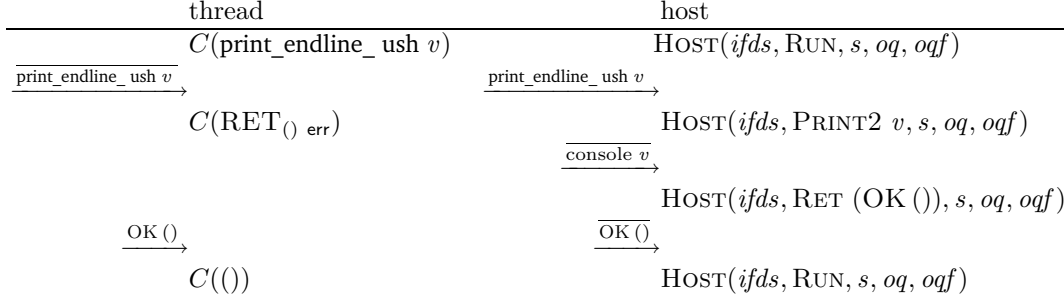 thread host
C(print_endline_ ush v) HOST(ifds, RUN, s, oq, oqf)
print_endline_ ush v print_endline_ ush v
C(RET() err) HOST(ifds, PRINT2 v, s, oq, oqf)
console v
HOST(ifds, RET (OK ()), s, oq, oqf)
OK () OK ()
C(()) HOST(ifds, RUN, s, oq, oqf)